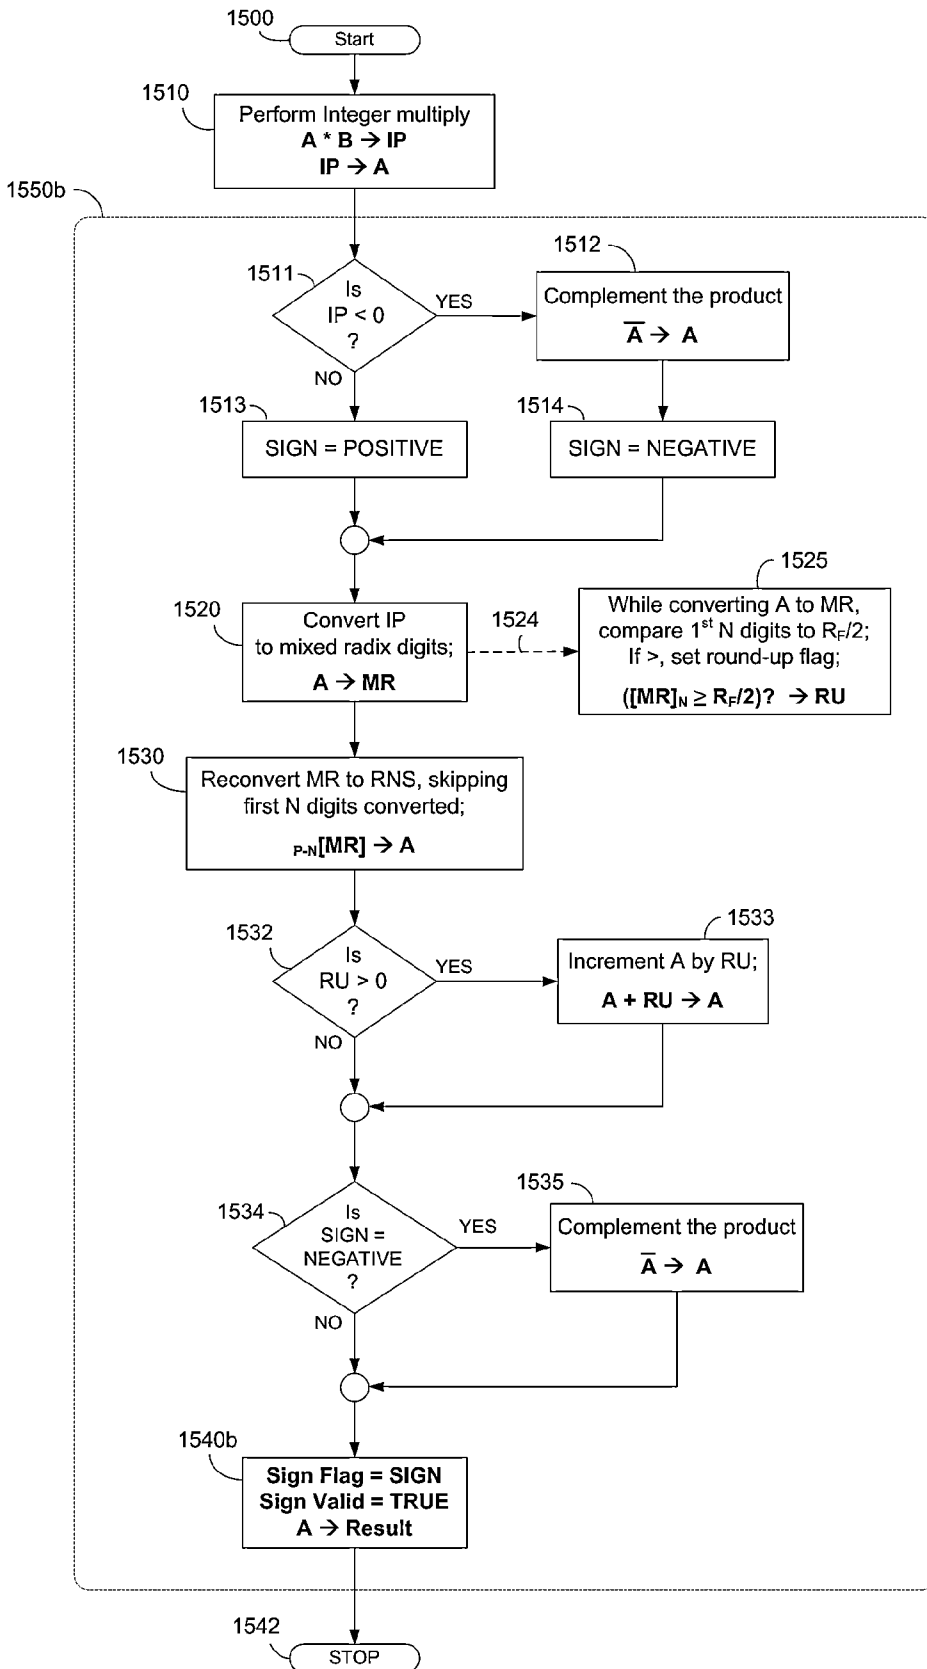 1500
Start
1510
Perform Integer multiply
A * B → IP
IP → A
1550b
1511
Is
IP < 0
?
YES
NO
1512
Complement the product
A̅ → A
1513
SIGN = POSITIVE
1514
SIGN = NEGATIVE
1520
Convert IP
to mixed radix digits;
A → MR
1524
1525
While converting A to MR,
compare 1st N digits to RF/2;
If >, set round-up flag;
([MR]N ≥ RF/2)? → RU
1530
Reconvert MR to RNS, skipping
first N digits converted;
P-N[MR] → A
1532
Is
RU > 0
?
YES
NO
1533
Increment A by RU;
A + RU → A
1534
Is
SIGN =
NEGATIVE
?
YES
NO
1535
Complement the product
A̅ → A
1540b
Sign Flag = SIGN
Sign Valid = TRUE
A → Result
1542
STOP